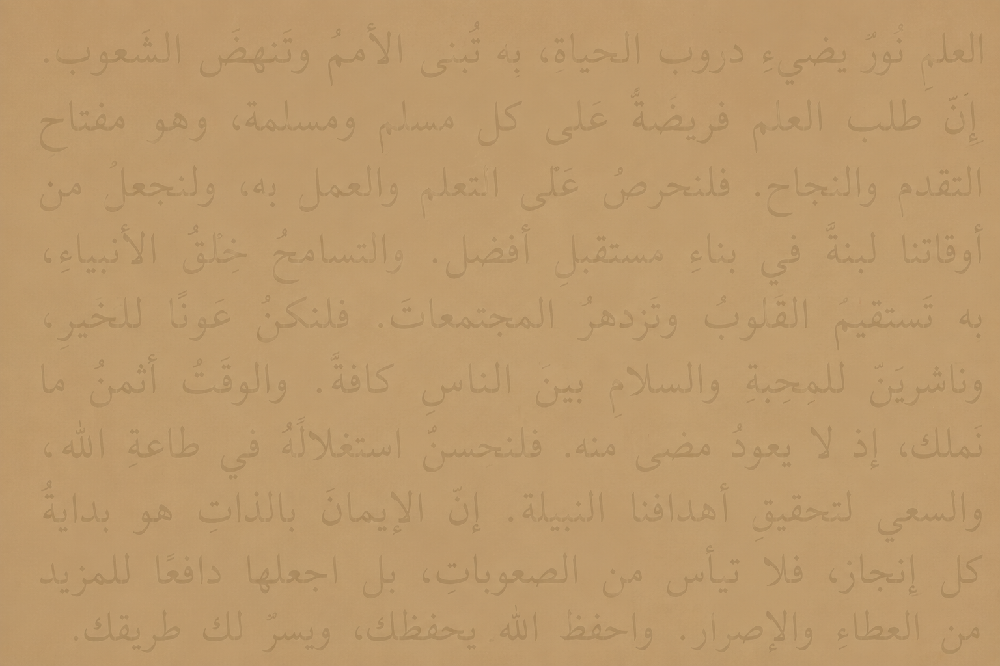 العلمِ نُورٌ يضيءِ دروب الحياةِ، بِه تُبنى الأممُ وتَنهضَ الشَعوب.
إِنّ طلب العلم فريضَةً عَلى كل مسلم ومسلمة، وهو مفتاح
التقدم والنجاح. فلنحرصُ عَلْى التعلم والعمل به، ولنجعلُ من
أوقاتنا لبنةَّ في بناءِ مستقبلِ أفضل. والتسامحُ خِلْقُ الأنبياءِ،
به تَستقيمُ القَلوبُ وتَزدهرُ المجتمعاتَ. فلنكنُ عَونًا للخَيرِ،
وناشريَنّ للمِحِبةِ والسلامِ بينَ الناسِ كافةَّ. والوقَتُ أثمنُ ما
نَملك، إذ لا يعودُ مضى منه. فلنحسنٌ استغلالَهُ في طاعةِ الله،
والسعي لتحقيقِ أهدافنا النبيلة. إنّ الإيمانَ بالذاتِ هو بدايةُ
كل إِنجاز، فلا تيأس من الصعوباتِ، بل اجعلها دافعًا للمزيد
من العطاءِ والإصرار. واحفظ الله يحفظك، ويسرٌ لك طريقك.